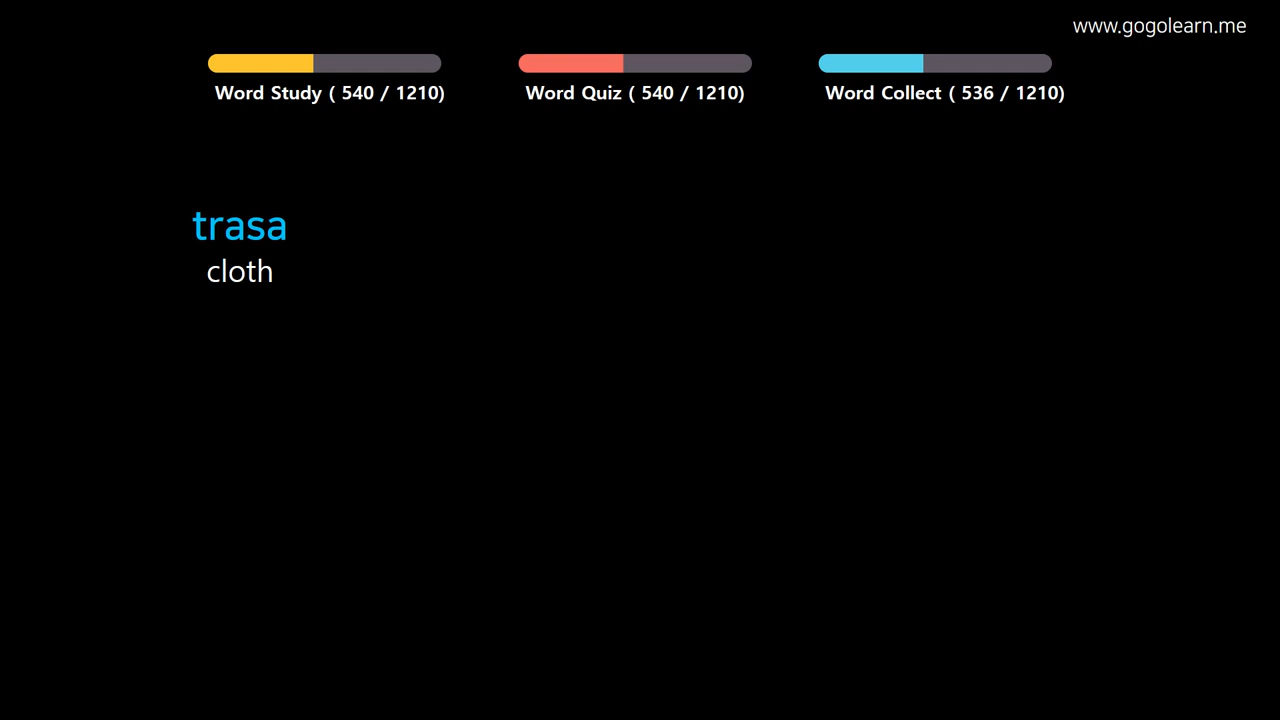 www.gogolearn.me
Word Study ( 540 / 1210)
Word Quiz ( 540 / 1210)
Word Collect ( 536 / 1210)
trasa
cloth